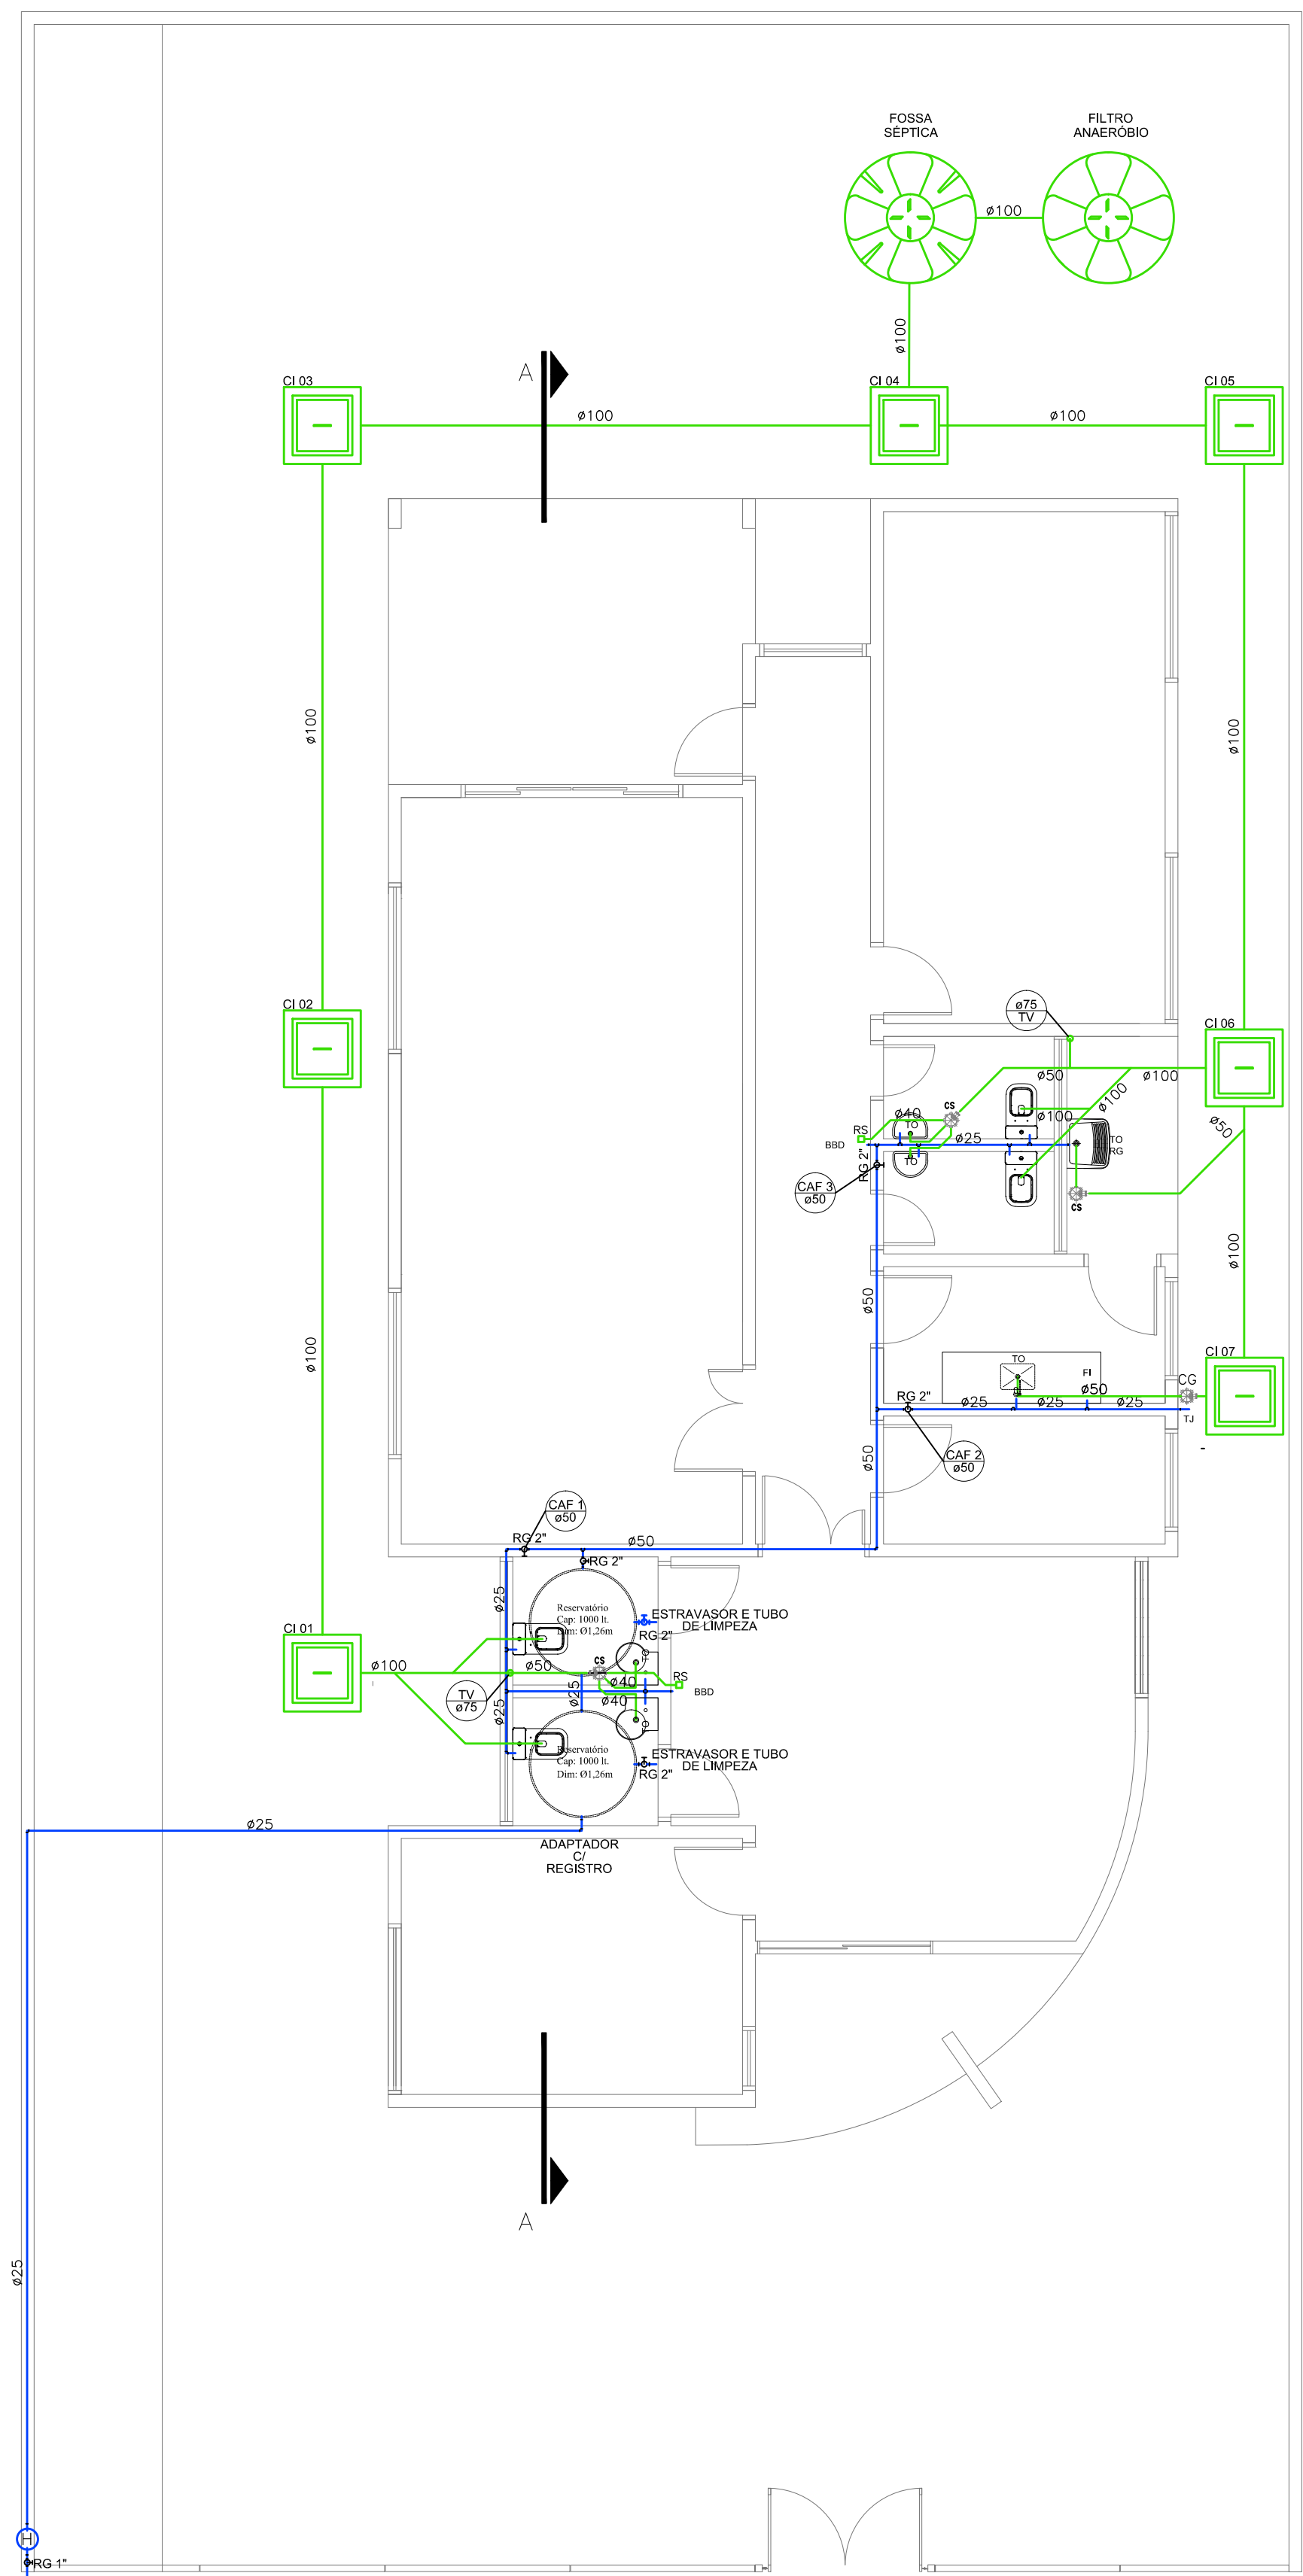 FOSSA
SÉPTICA
FILTRO
ANAERÓBIO
ø100
ø100
A
CI 03
CI 04
CI 05
ø100
ø100
ø100
ø100
CI 02
ø75
TV
CI 06
ø50
ø100
ø100
ø100
ø50
cs
ø40
TO
RS
BBD
ø25
TO
RG
TO
RG 2"
CAF 3
ø50
cs
ø100
ø100
ø50
CI 07
TO
FI
CG
ø50
RG 2"
ø25
ø25
ø25
TJ
CAF 2
ø50
ø50
CAF 1
ø50
RG 2"
ø50
RG 2"
ø25
Reservatório
Cap: 1000 lt.
Dim: Ø1,26m
ESTRAVASOR E TUBO
DE LIMPEZA
RG 2"
CI 01
TO
cs
ø100
ø50
RS
ø40
BBD
TV
ø75
ø25
ø25
ø40
TO
Reservatório
Cap: 1000 lt.
Dim: Ø1,26m
ESTRAVASOR E TUBO
DE LIMPEZA
RG 2"
ø25
ADAPTADOR
C/
REGISTRO
A
ø25
H
RG 1"